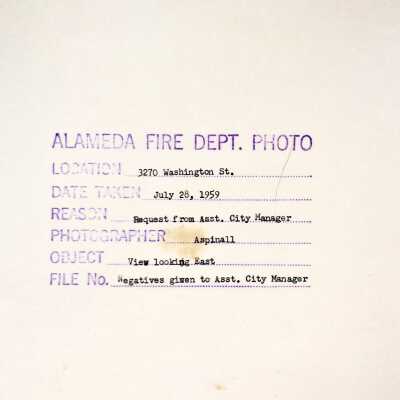 ALAMEDA FIRE DEPT. PHOTO
LOCATION 3270 Washington St.
DATE TAKEN July 28, 1959
REASON Request from Asst. City Manager
PHOTOGRAPHER Aspinall
OBJECT View looking East
FILE No. Negatives given to Asst. City Manager